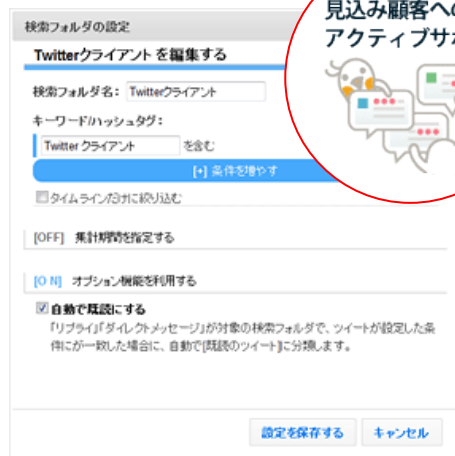 検索フォルダの設定
見込み顧客への
アクティブサポ
Twitterクライアント を編集する
検索フォルダ名： Twitterクライアント
キーワード/ハッシュタグ：
Twitter クライアント を含む
[+] 条件を増やす
タイムラインだけに絞り込む
[OFF] 集計期間を指定する
[ON] オプション機能を利用する
自動で既読にする
「リプライ」「ダイレクトメッセージ」が対象の検索フォルダで、ツイートが設定した条
件にが一致した場合に、自動で[既読のツイート]に分類します。
設定を保存する キャンセル